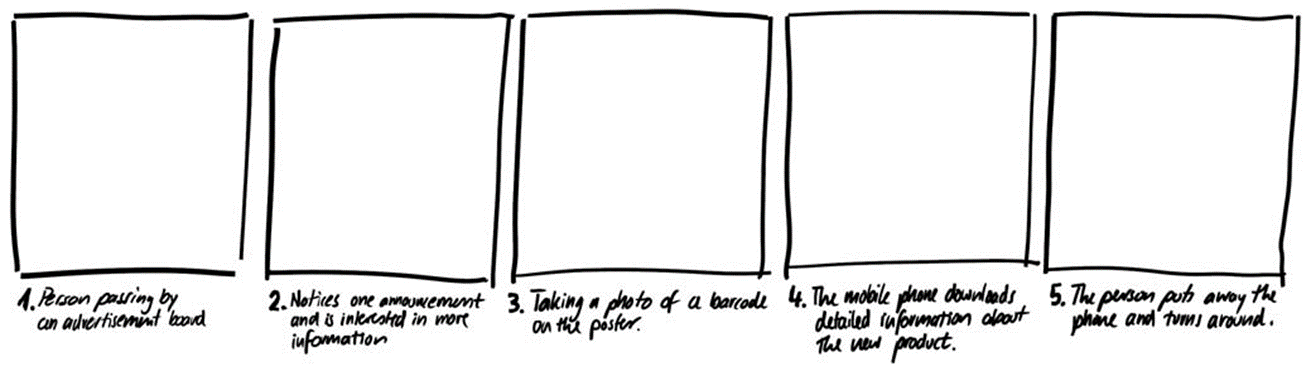 1. Person passing by
an advertisement board
2. Notices one announcement
and is interested in more
information
3. Taking a photo of a barcode
on the poster.
4. The mobile phone downloads
detailed information about
the new product.
5. The person puts away the
phone and turns around.